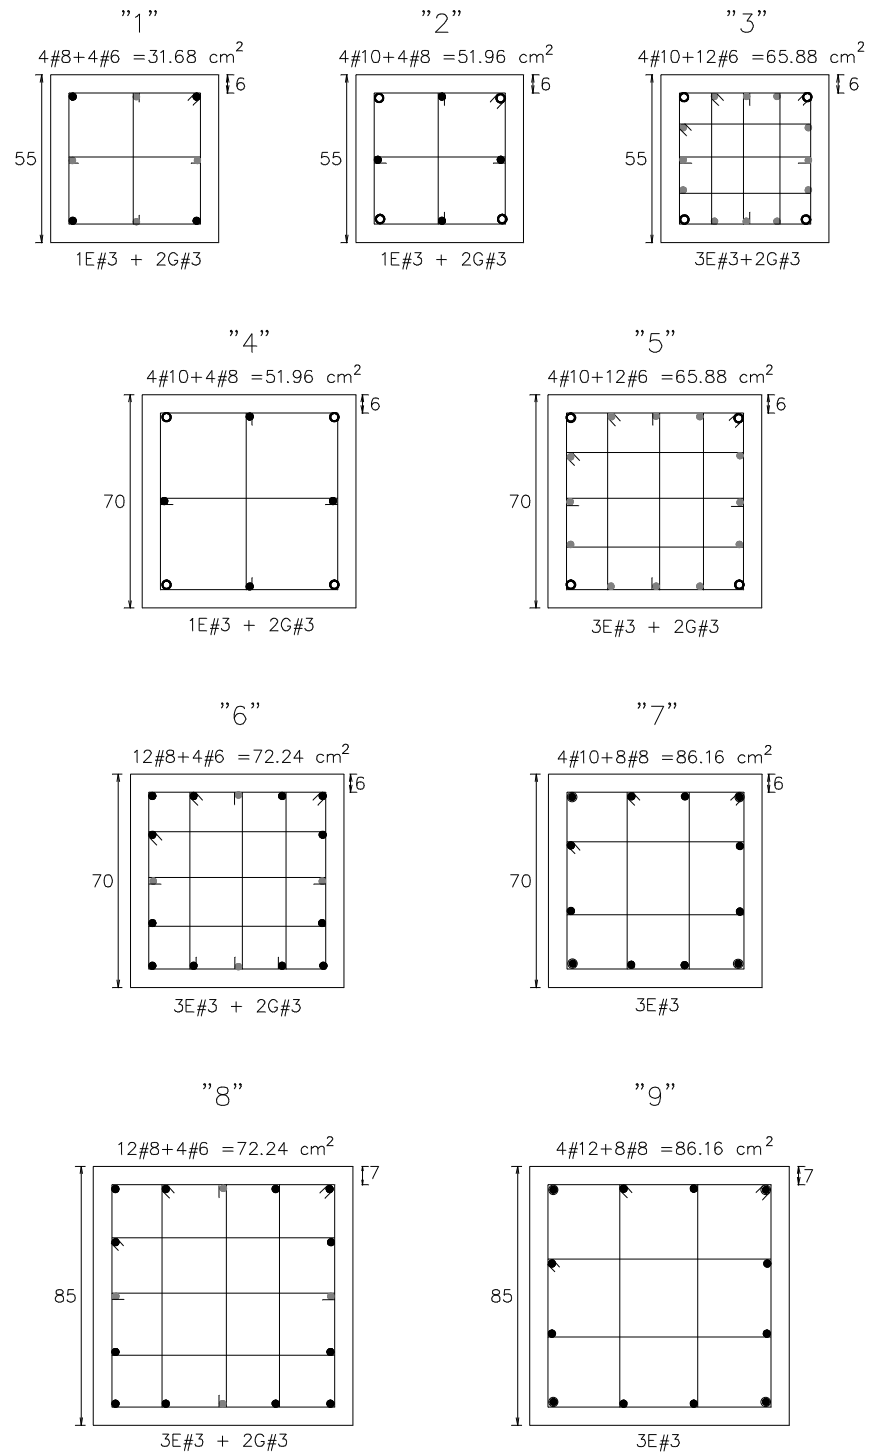 "1" "2" "3"
4#8+4#6 =31.68 cm² 4#10+4#8 =51.96 cm² 4#10+12#6 =65.88 cm²
6 6 6
55 55 55
1E#3 + 2G#3 1E#3 + 2G#3 3E#3+2G#3
"4" "5"
4#10+4#8 =51.96 cm² 4#10+12#6 =65.88 cm²
6 6
70 70
1E#3 + 2G#3 3E#3 + 2G#3
"6" "7"
12#8+4#6 =72.24 cm² 4#10+8#8 =86.16 cm²
6 6
70 70
3E#3 + 2G#3 3E#3
"8" "9"
12#8+4#6 =72.24 cm² 4#12+8#8 =86.16 cm²
7 7
85 85
3E#3 + 2G#3 3E#3